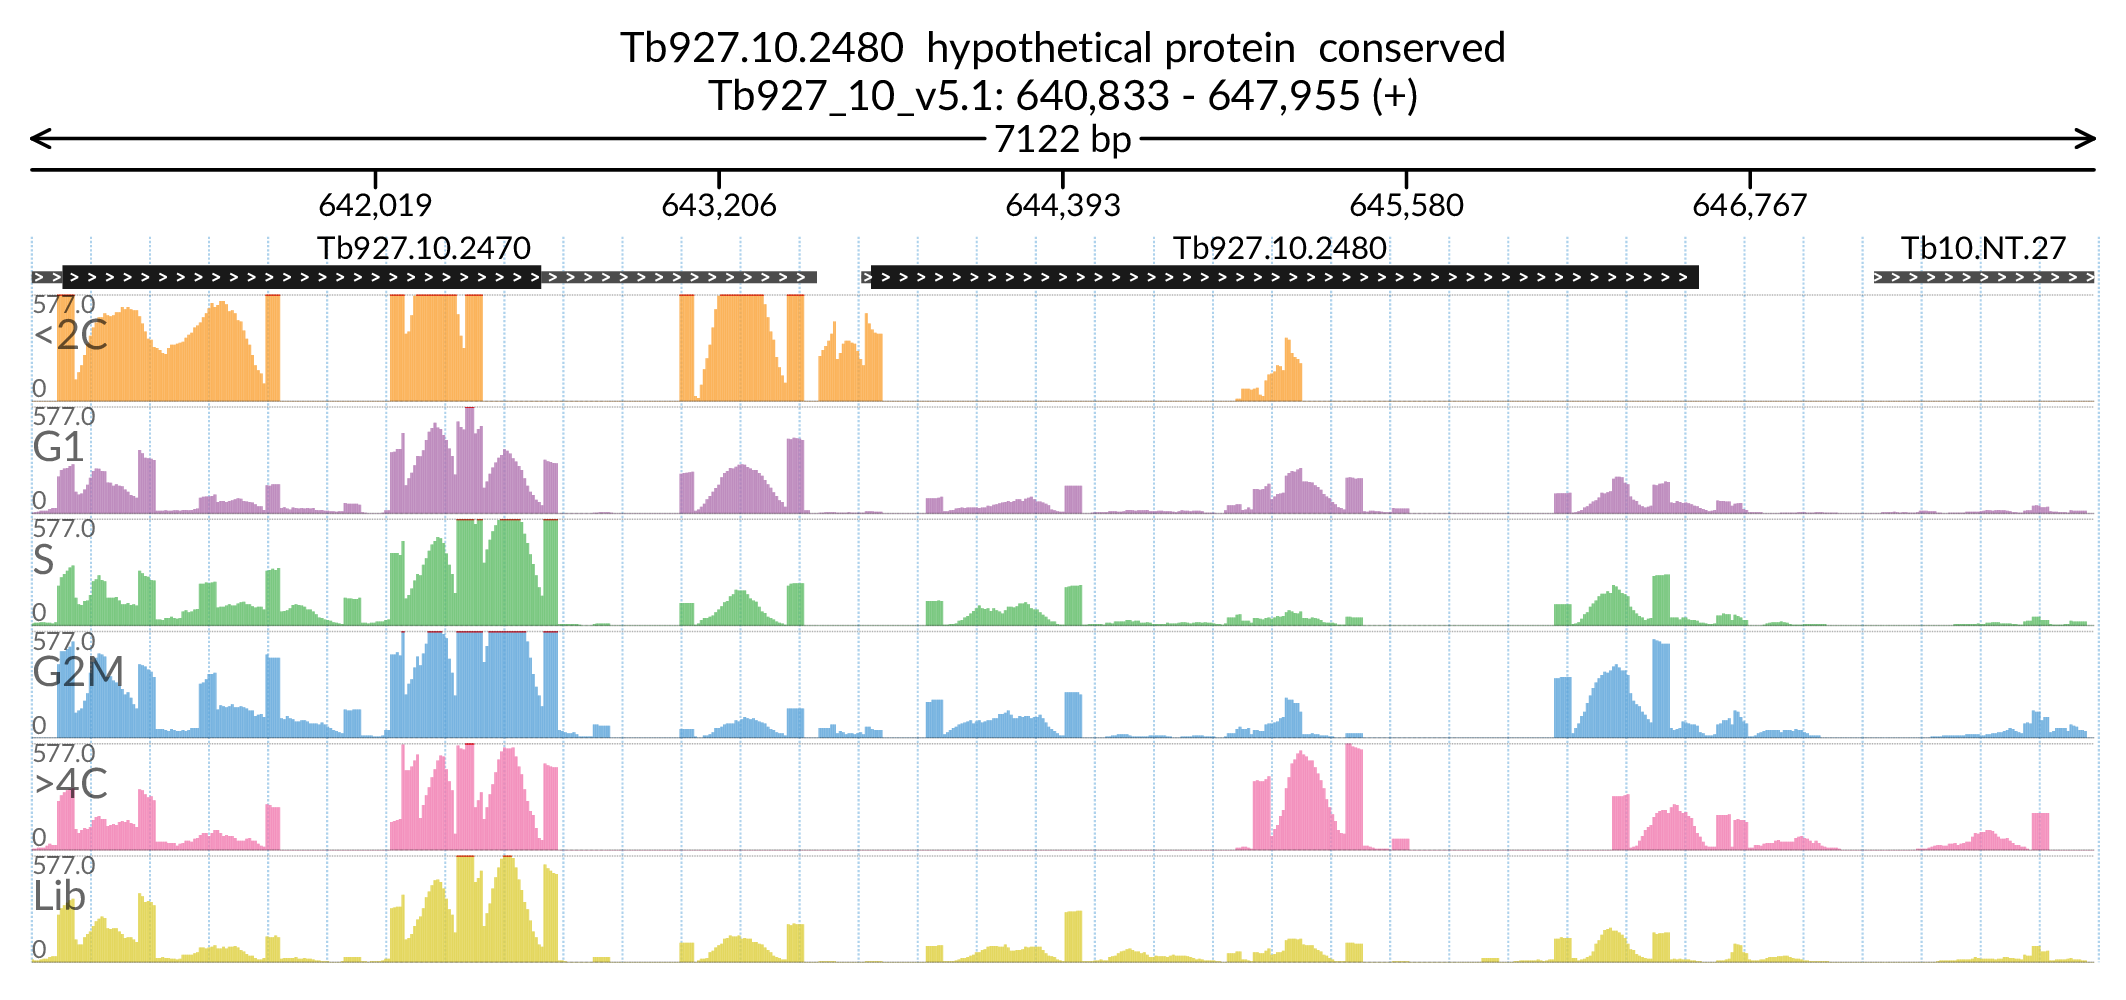 Tb927.10.2480 hypothetical protein conserved
Tb927_10_v5.1: 640,833 - 647,955 (+)
7122 bp
642,019 643,206 644,393 645,580 646,767
Tb927.10.2470 Tb927.10.2480 Tb10.NT.27
577.0
<2C
0
577.0
G1
0
577.0
S
0
577.0
G2M
0
577.0
>4C
0
577.0
Lib
0